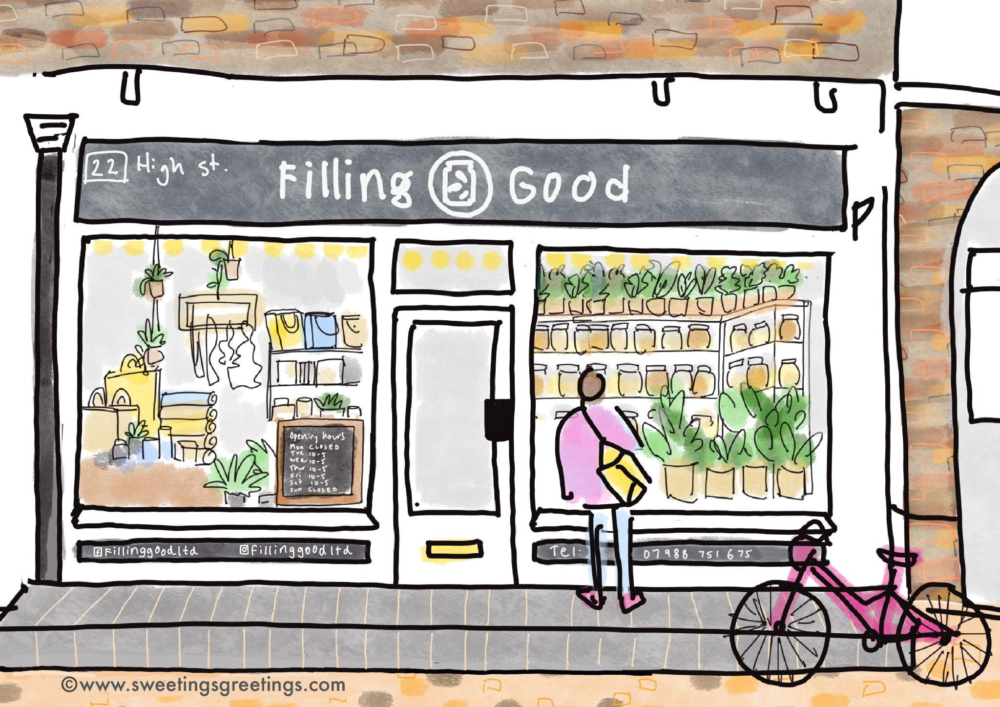 22 High st.
Filling Good
Opening hours
Mon CLOSED
Tue 10-5
Wed 10-5
Thur 10-5
Fri 10-5
Sat 10-5
Sun CLOSED
fillinggoodltd
fillinggoodltd
Tel: 07988 751 675
©www.sweetingsgreetings.com